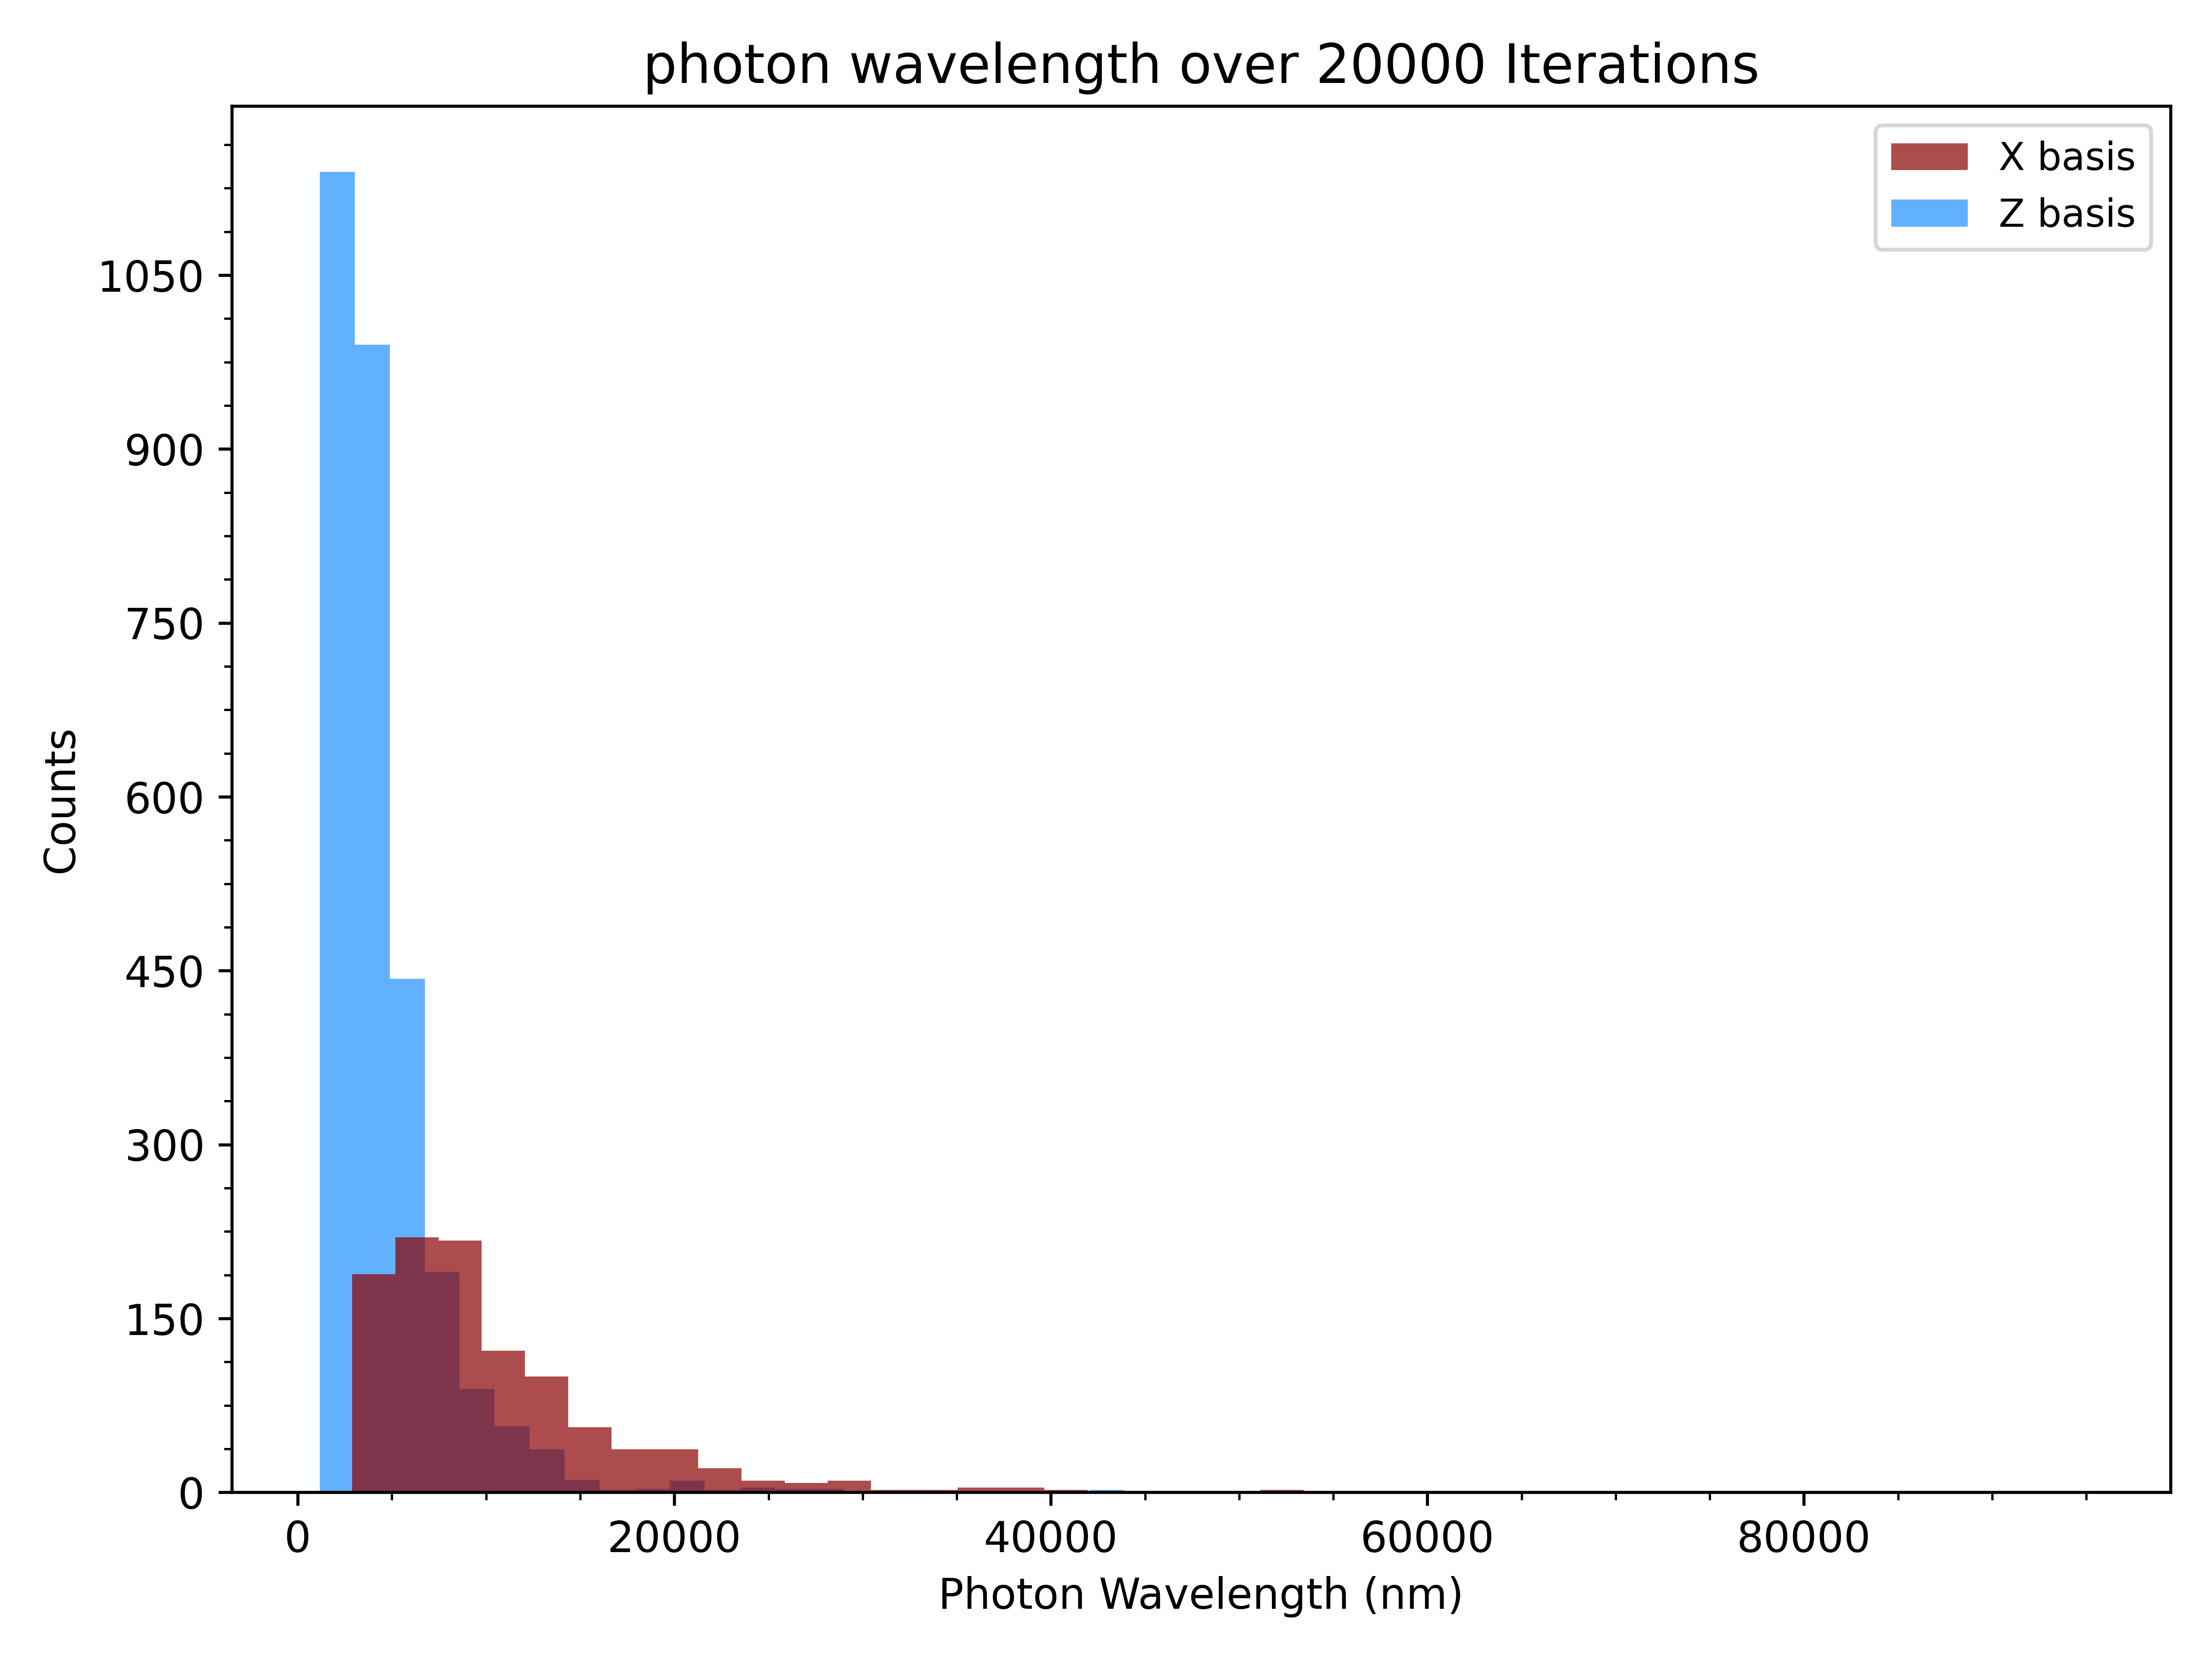 photon wavelength over 20000 Iterations
X basis
Z basis
1050
900
750
600
450
300
150
0
Counts
0 20000 40000 60000 80000
Photon Wavelength (nm)